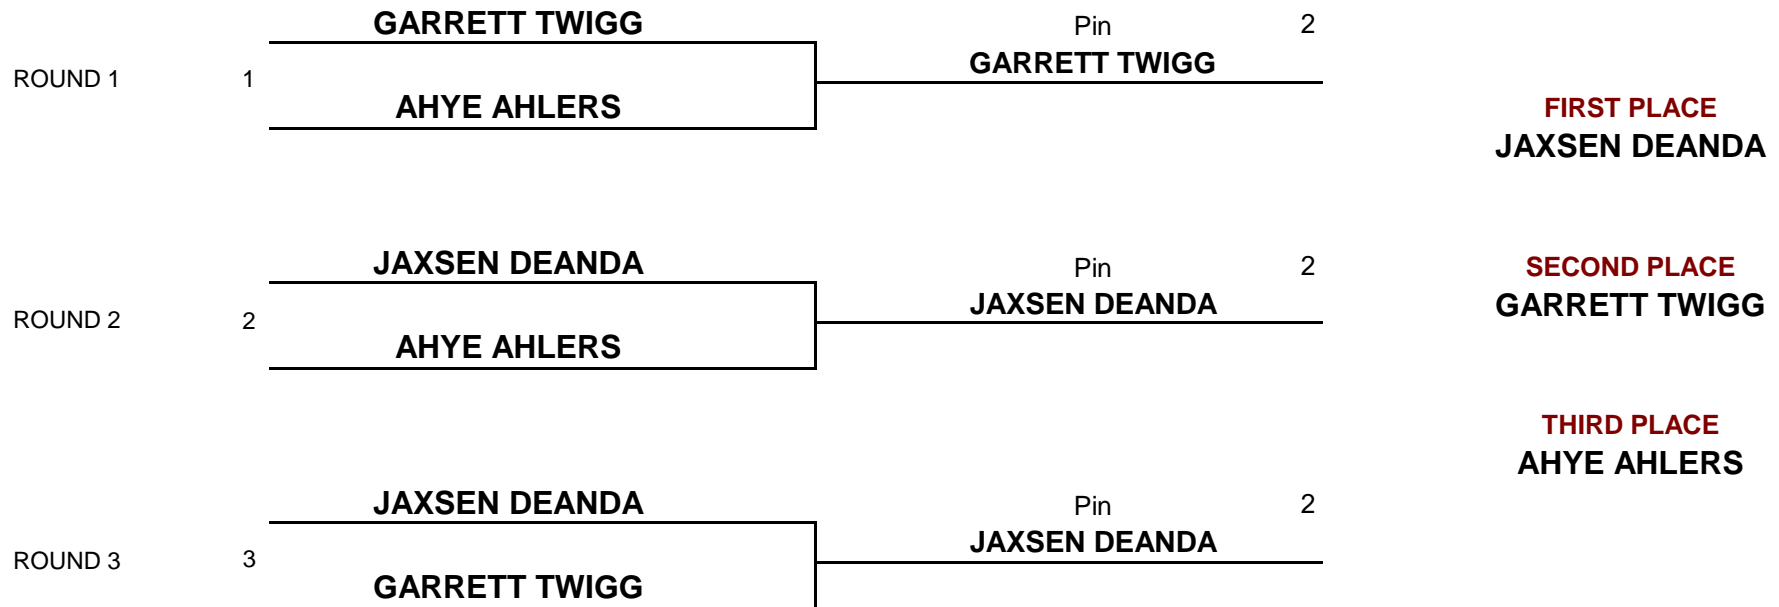 GARRETT TWIGG
Pin 2
GARRETT TWIGG
ROUND 1 1
AHYE AHLERS
FIRST PLACE
JAXSEN DEANDA
JAXSEN DEANDA
Pin 2
SECOND PLACE
JAXSEN DEANDA
GARRETT TWIGG
ROUND 2 2
AHYE AHLERS
THIRD PLACE
AHYE AHLERS
JAXSEN DEANDA
Pin 2
JAXSEN DEANDA
ROUND 3 3
GARRETT TWIGG